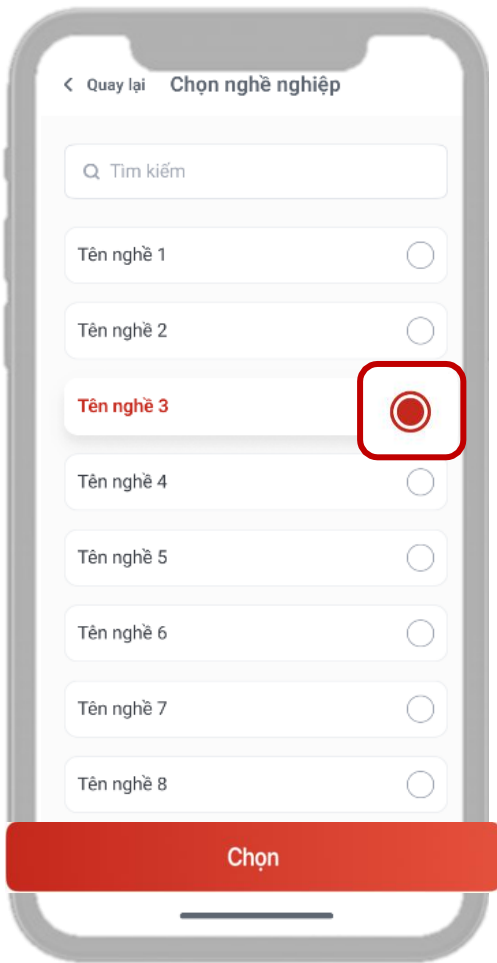 Quay lại Chọn nghề nghiệp
Tìm kiếm
Tên nghề 1
Tên nghề 2
Tên nghề 3
Tên nghề 4
Tên nghề 5
Tên nghề 6
Tên nghề 7
Tên nghề 8
Chọn